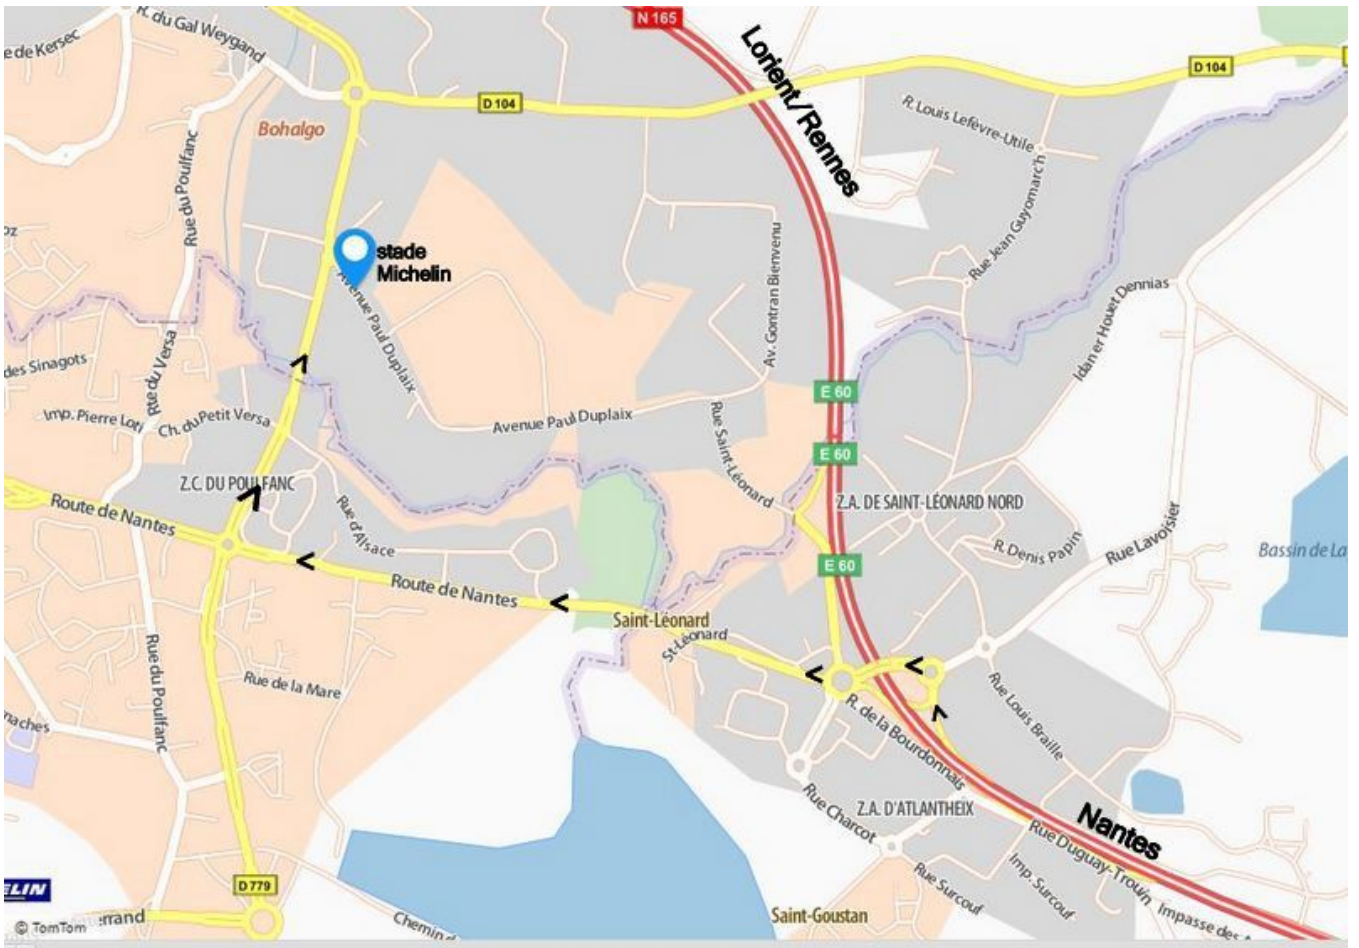 N 165
R. du Gal Weygand
e de Kersec
Lorient / Rennes
D 104
D 104
R. Louis Lefèvre-Utile
Bohalgo
Rue du Poulfanc
Rue Jean Guyomarc'h
stade
Michelin
Avenue Paul Duplaix
Av. Gontran Bienvenu
Idan er Houet Dennias
Rte du Versa
des Sinagots
E 60
Imp. Pierre Loti
Ch. du Petit Versa
Avenue Paul Duplaix
Rue Saint-Léonard
E 60
Z.C. DU POULFANC
Z.A. DE SAINT-LÉONARD NORD
Route de Nantes
Rue d'Alsace
R. Denis Papin
Rue Lavoisier
Bassin de La
E 60
Route de Nantes
Saint-Léonard
St-Léonard
Rue du Poulfanc
Rue de la Mare
naches
R. de la Bourdonnais
Rue Louis Braille
Rue Charcot
Z.A. D'ATLANTHEIX
Nantes
Rue Duguay-Trouin
Imp. Surcouf
Rue Surcouf
Impasse des
ELIN
D 779
Saint-Goustan
rrand
Chemin d
© TomTom